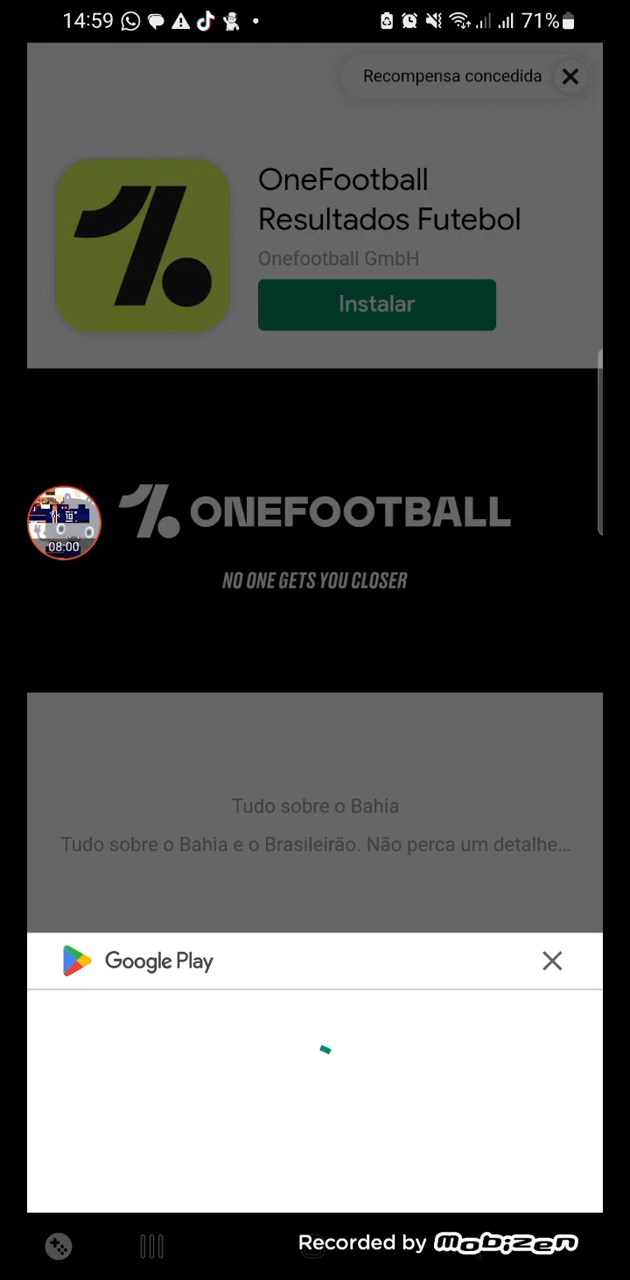 14:59
71%
Recompensa concedida
OneFootball
Resultados Futebol
Onefootball GmbH
Instalar
ONEFOOTBALL
08:00
NO ONE GETS YOU CLOSER
Tudo sobre o Bahia
Tudo sobre o Bahia e o Brasileirão. Não perca um detalhe...
Google Play
Recorded by mobizen